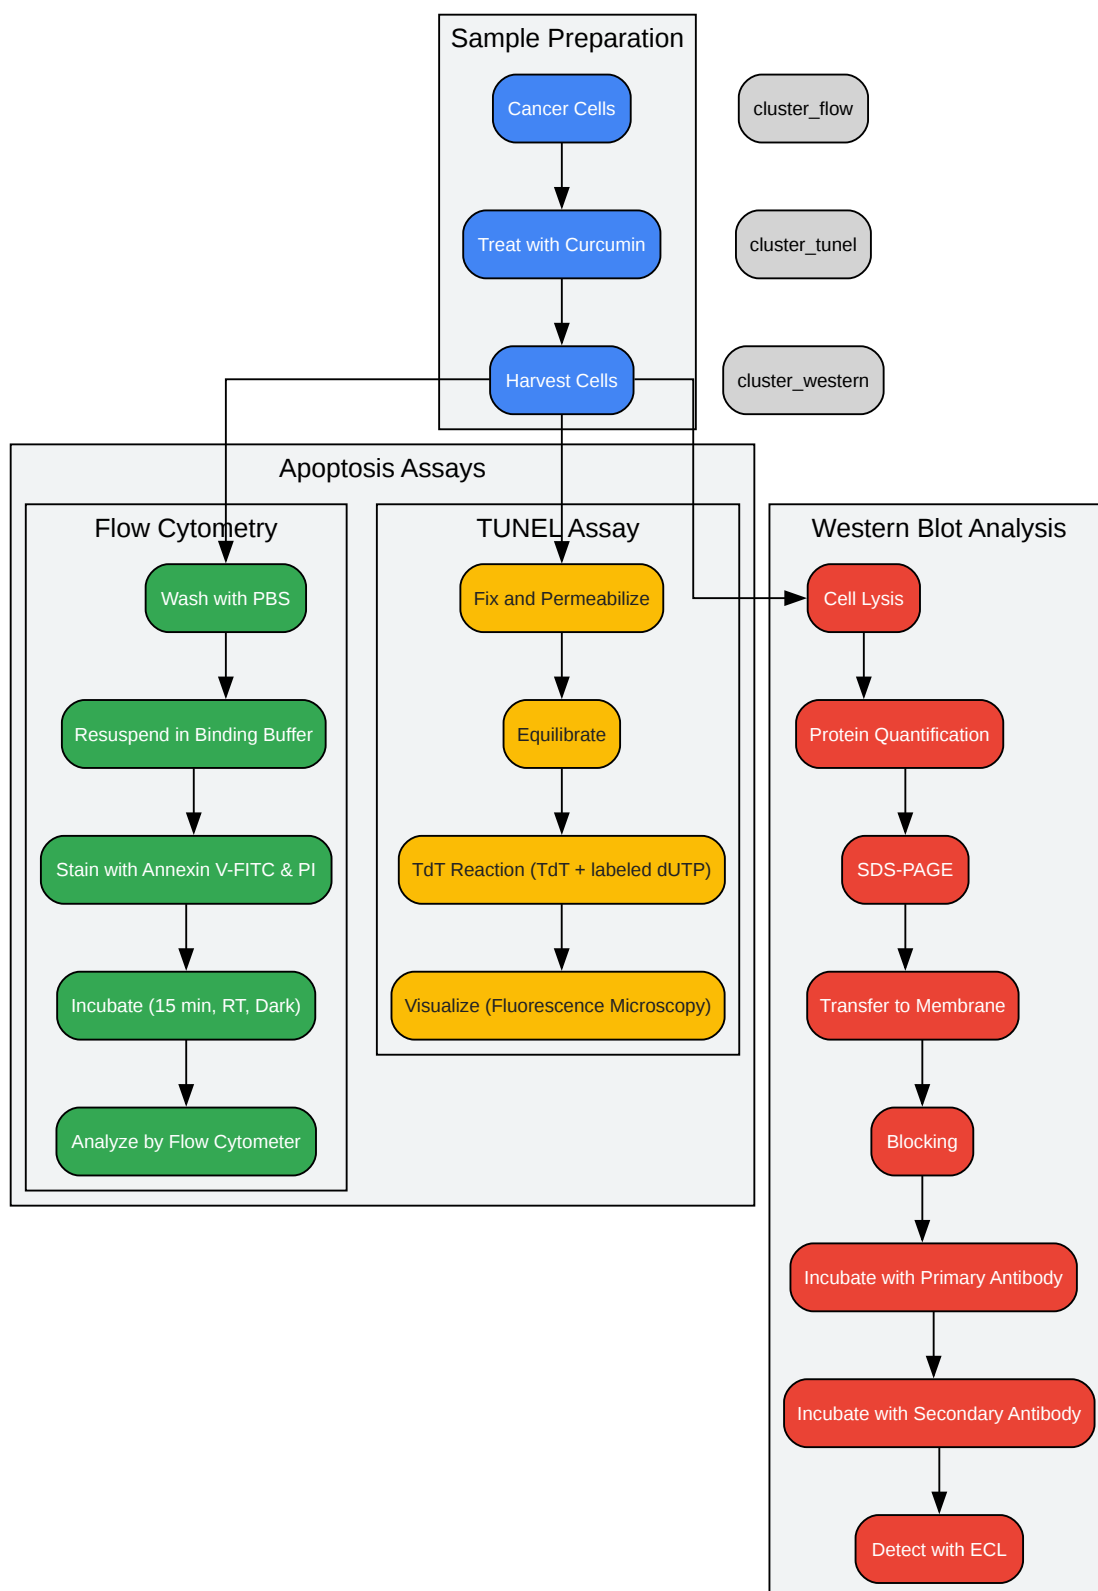 Sample Preparation
Cancer Cells
cluster_flow
Treat with Curcumin
cluster_tunel
Harvest Cells
cluster_western
Apoptosis Assays
Flow Cytometry
Wash with PBS
Resuspend in Binding Buffer
Stain with Annexin V-FITC & PI
Incubate (15 min, RT, Dark)
Analyze by Flow Cytometer
TUNEL Assay
Fix and Permeabilize
Equilibrate
TdT Reaction (TdT + labeled dUTP)
Visualize (Fluorescence Microscopy)
Western Blot Analysis
Cell Lysis
Protein Quantification
SDS-PAGE
Transfer to Membrane
Blocking
Incubate with Primary Antibody
Incubate with Secondary Antibody
Detect with ECL